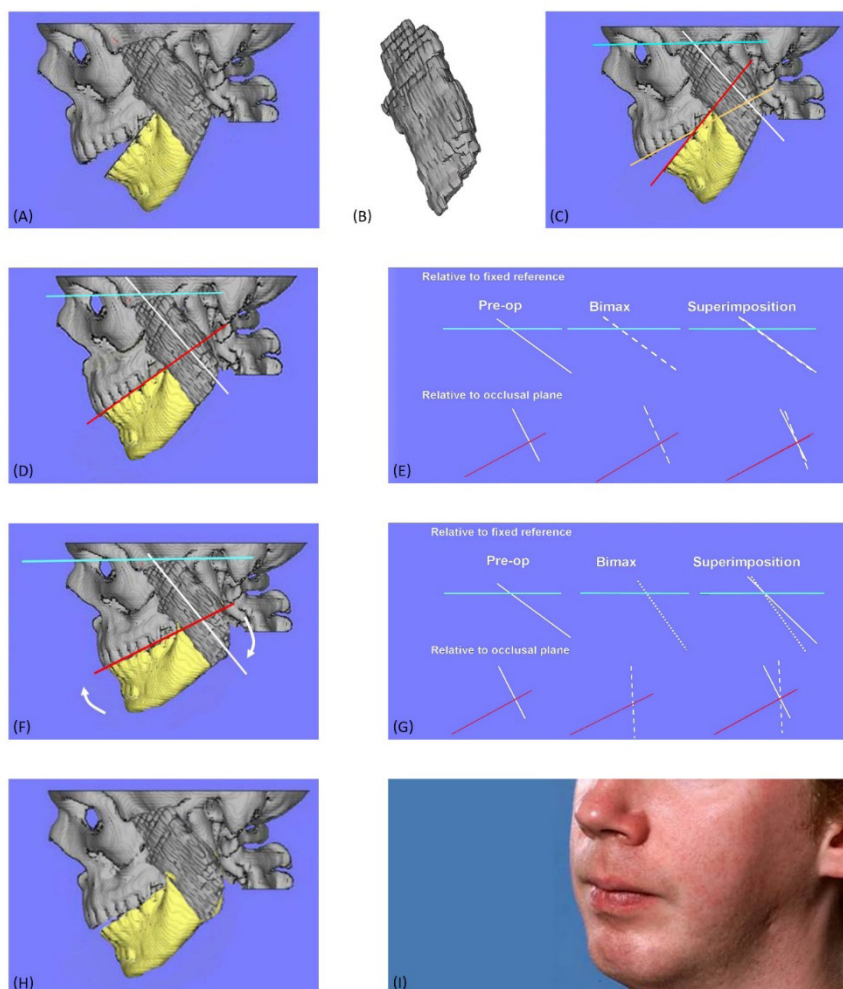 (A)
(B)
(C)
(D)
Relative to fixed reference
Pre-op Bimax Superimposition
Relative to occlusal plane
(E)
(F)
Relative to fixed reference
Pre-op Bimax Superimposition
Relative to occlusal plane
(G)
(H)
(I)